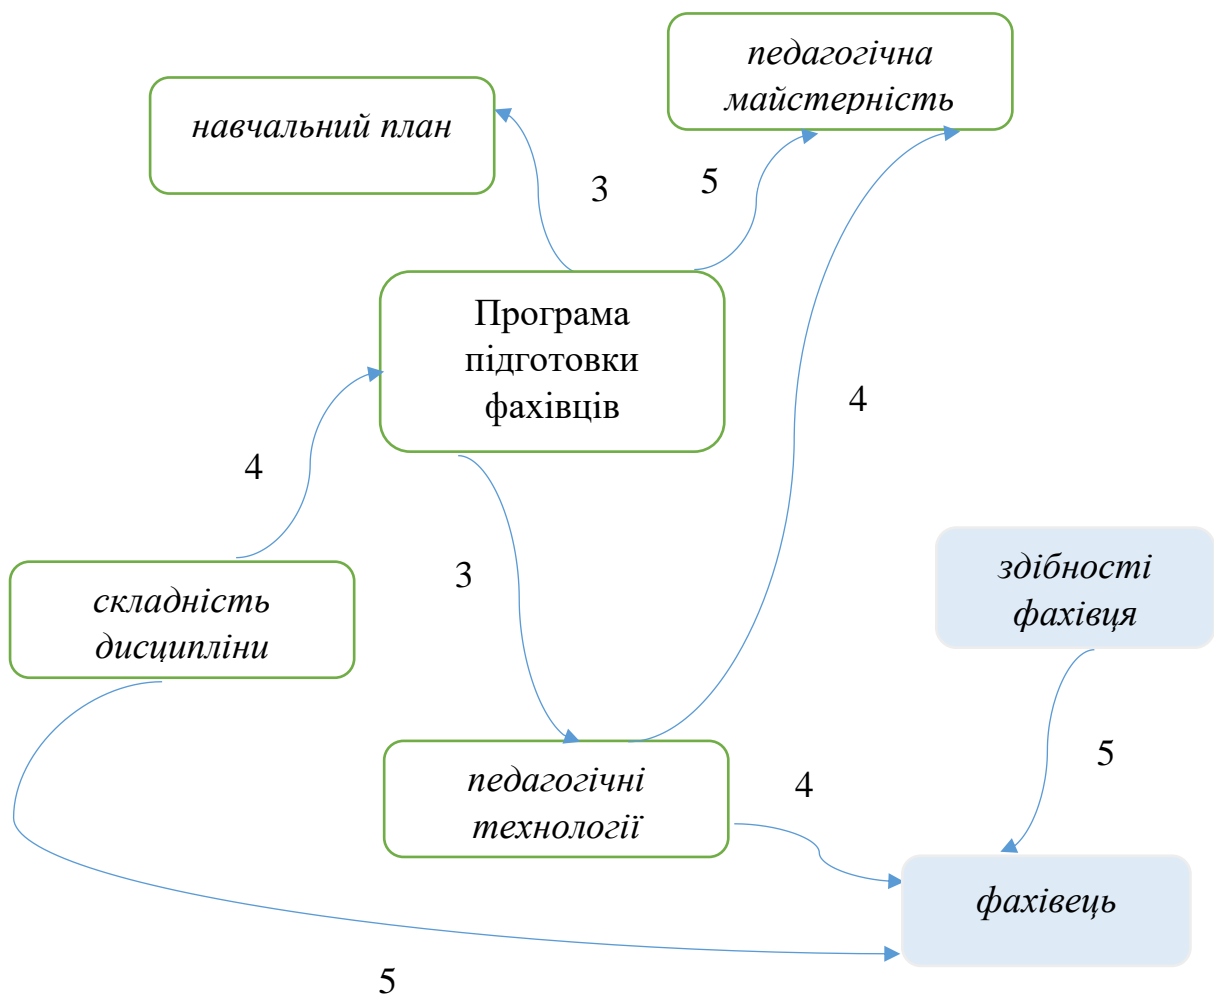 педагогічна
майстерність
навчальний план
3
5
Програма
підготовки
фахівців
4
4
3
здібності
фахівця
складність
дисципліни
5
педагогічні
технології
4
фахівець
5